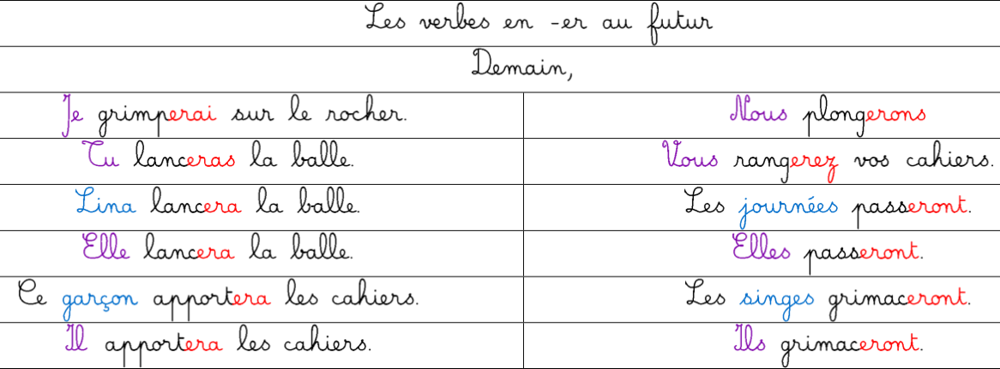 Les verbes en -er au futur
Demain,
Je grimperai sur le rocher.
Nous plongerons
Tu lanceras la balle.
Vous rangerez vos cahiers.
Lina lancera la balle.
Les journées passeront.
Elle lancera la balle.
Elles passeront.
Ce garçon apportera les cahiers.
Les singes grimaceront.
Il apportera les cahiers.
Ils grimaceront.